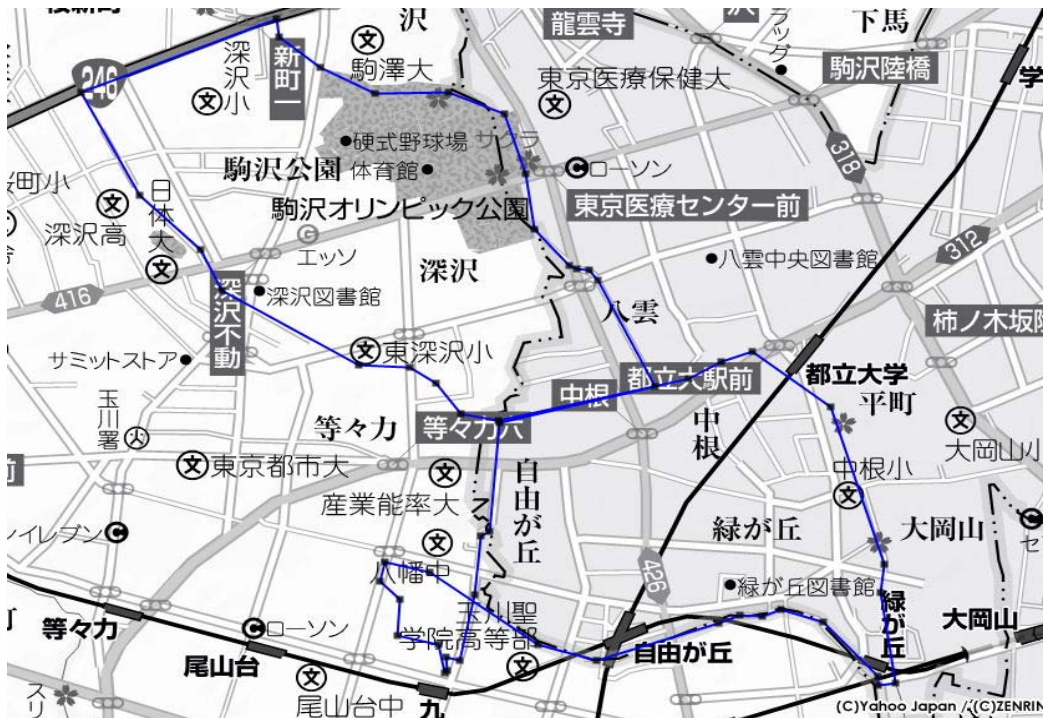 沢
下馬
龍雲寺
深沢小
新町一
駒澤大
東京医療保健大
駒沢陸橋
246
学
硬式野球場
サクラ
318
駒沢公園
体育館
ローソン
日体大
深沢高
駒沢オリンピック公園
東京医療センター前
312
エッソ
深沢
八雲中央図書館
416
深沢不動
深沢図書館
八雲
サミットストア
東深沢小
都立大駅前
都立大学
中根
平町
玉川署
等々力
等々力六
中根
大岡山小
東京都市大
中根小
自由が丘
産業能率大
緑が丘
大岡山
八幡中
426
緑が丘図書館
玉川聖学院高等部
緑が丘
大岡山
等々力
ローソン
尾山台
自由が丘
尾山台中
九
(C)Yahoo Japan /(C)ZENRIN